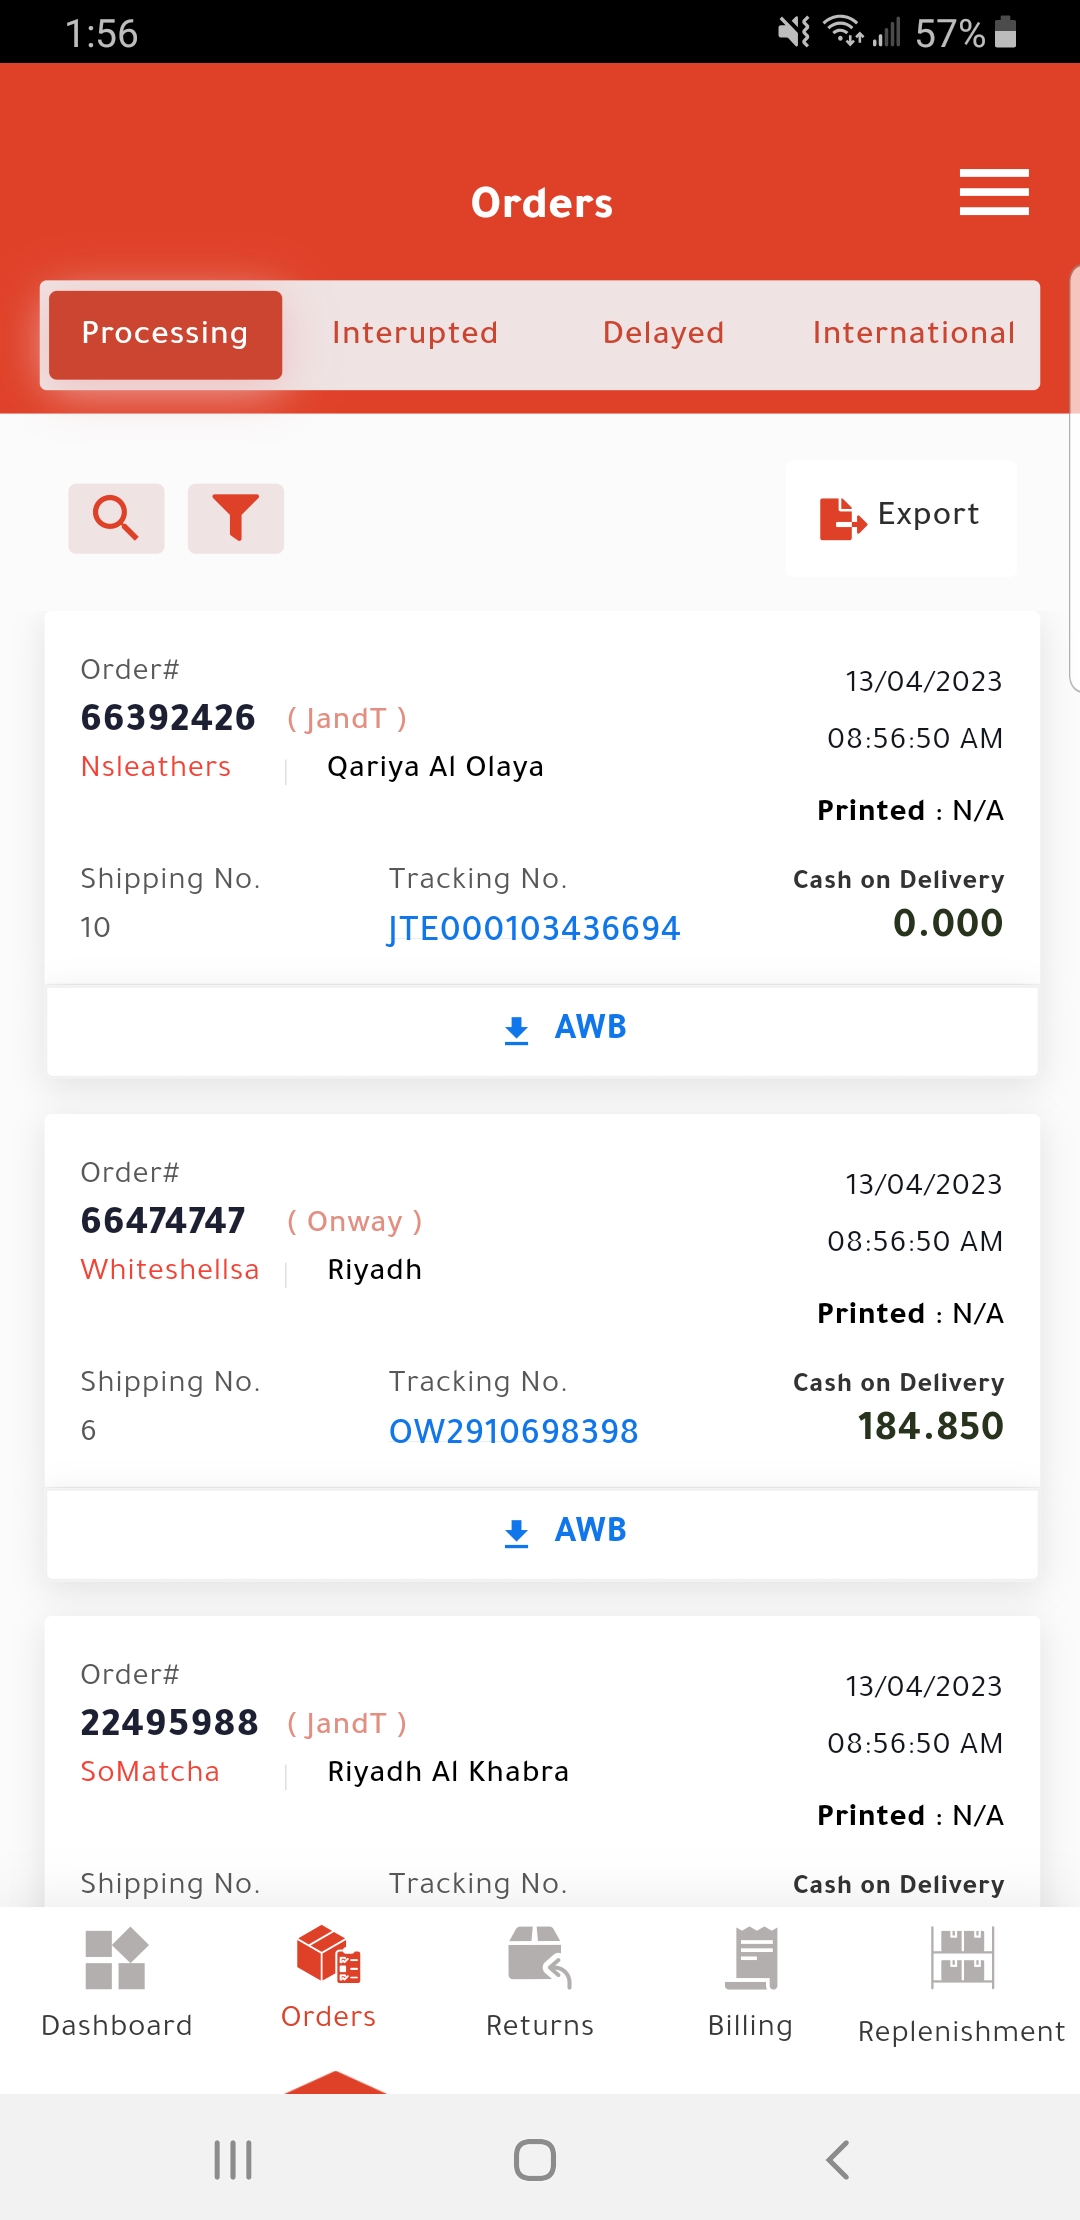 1:56
57%
Orders
Processing Interupted Delayed International
Export
Order#
66392426 ( JandT )
Nsleathers | Qariya Al Olaya
13/04/2023
08:56:50 AM
Printed : N/A
Shipping No. Tracking No. Cash on Delivery
10 JTE000103436694 0.000
AWB
Order#
66474747 ( Onway )
Whiteshellsa | Riyadh
13/04/2023
08:56:50 AM
Printed : N/A
Shipping No. Tracking No. Cash on Delivery
6 OW2910698398 184.850
AWB
Order#
22495988 ( JandT )
SoMatcha | Riyadh Al Khabra
13/04/2023
08:56:50 AM
Printed : N/A
Shipping No. Tracking No. Cash on Delivery
Dashboard Orders Returns Billing Replenishment